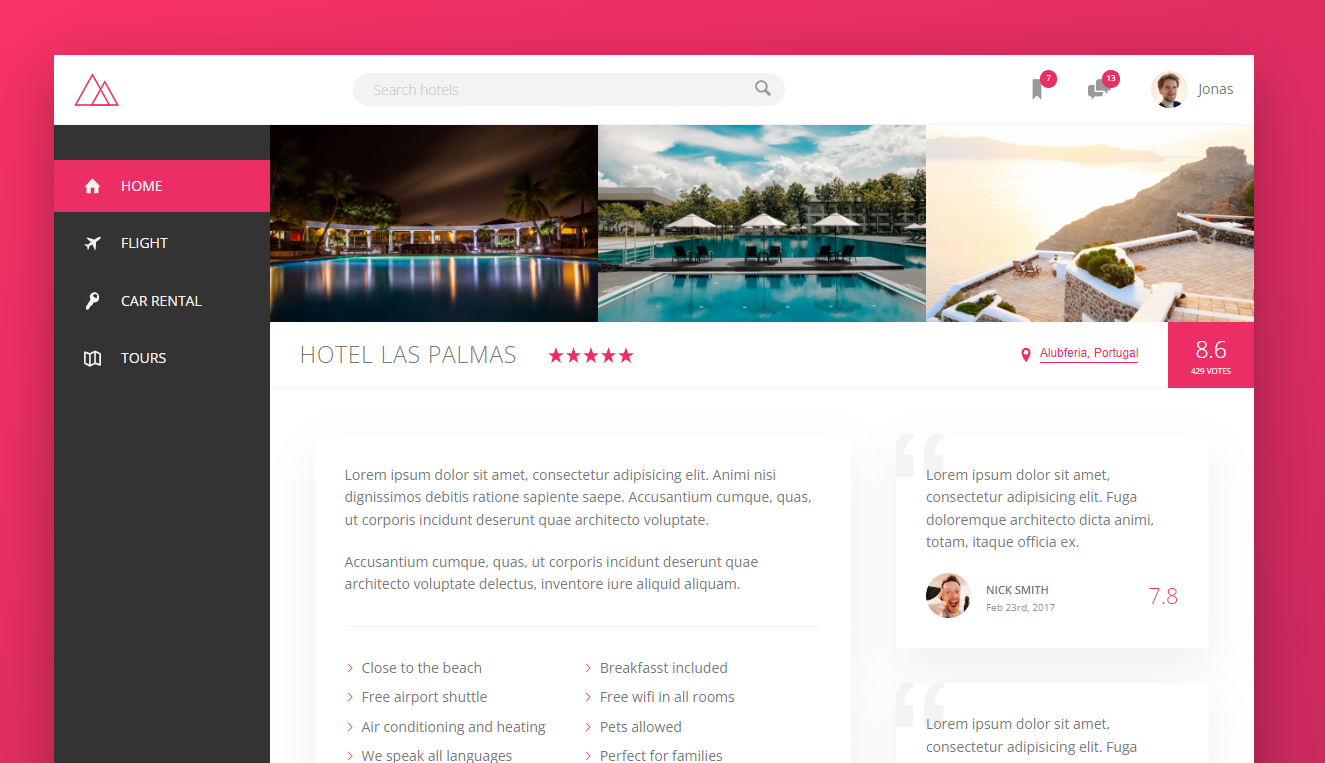 Search hotels
7
13
Jonas
HOME
FLIGHT
CAR RENTAL
TOURS
HOTEL LAS PALMAS
Alubferia, Portugal
8.6
429 VOTES
Lorem ipsum dolor sit amet, consectetur adipisicing elit. Animi nisi
dignissimos debitis ratione sapiente saepe. Accusantium cumque, quas,
ut corporis incidunt deserunt quae architecto voluptate.
Accusantium cumque, quas, ut corporis incidunt deserunt quae
architecto voluptate delectus, inventore iure aliquid aliquam.
Close to the beach
Breakfasst included
Free airport shuttle
Free wifi in all rooms
Air conditioning and heating
Pets allowed
We speak all languages
Perfect for families
Lorem ipsum dolor sit amet,
consectetur adipisicing elit. Fuga
doloremque architecto dicta animi,
totam, itaque officia ex.
NICK SMITH
Feb 23rd, 2017
7.8
Lorem ipsum dolor sit amet,
consectetur adipisicing elit. Fuga